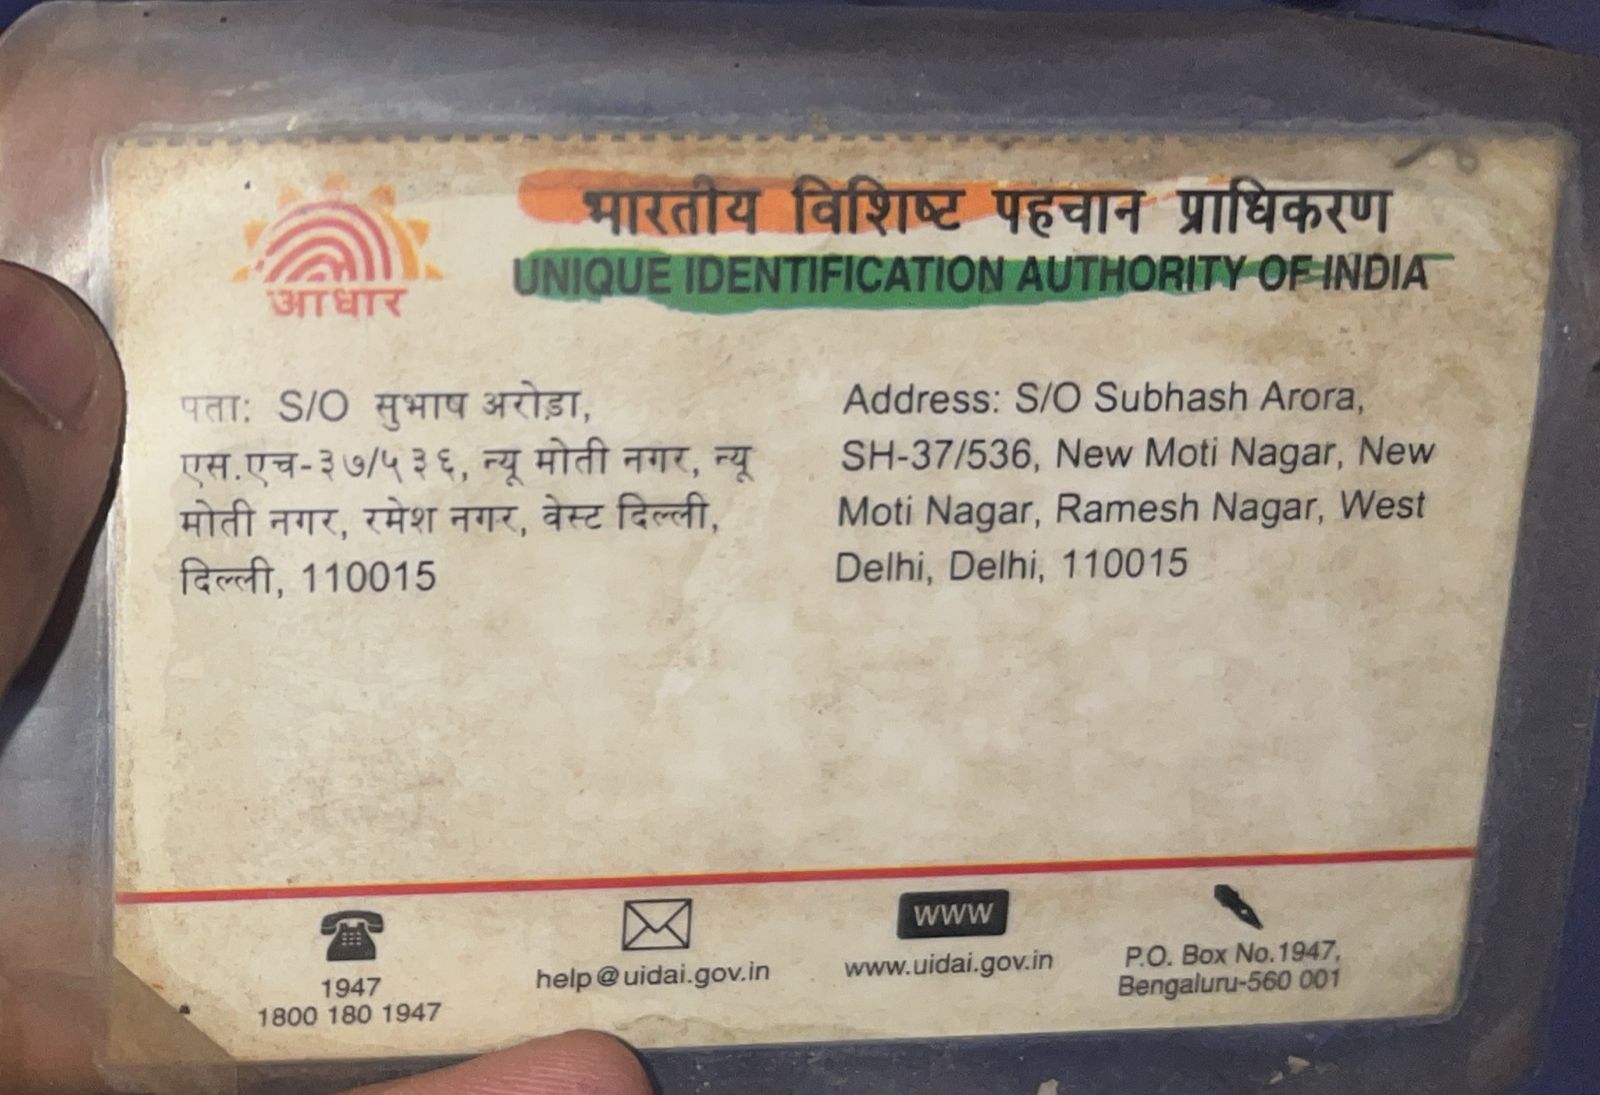 आधार
भारतीय विशिष्ट पहचान प्राधिकरण
UNIQUE IDENTIFICATION AUTHORITY OF INDIA
पता: S/O सुभाष अरोड़ा,
एस.एच-३७/५३६, न्यू मोती नगर, न्यू
मोती नगर, रमेश नगर, वेस्ट दिल्ली,
दिल्ली, 110015
Address: S/O Subhash Arora,
SH-37/536, New Moti Nagar, New
Moti Nagar, Ramesh Nagar, West
Delhi, Delhi, 110015
1947
1800 180 1947
help@uidai.gov.in
www
www.uidai.gov.in
P.O. Box No.1947,
Bengaluru-560 001